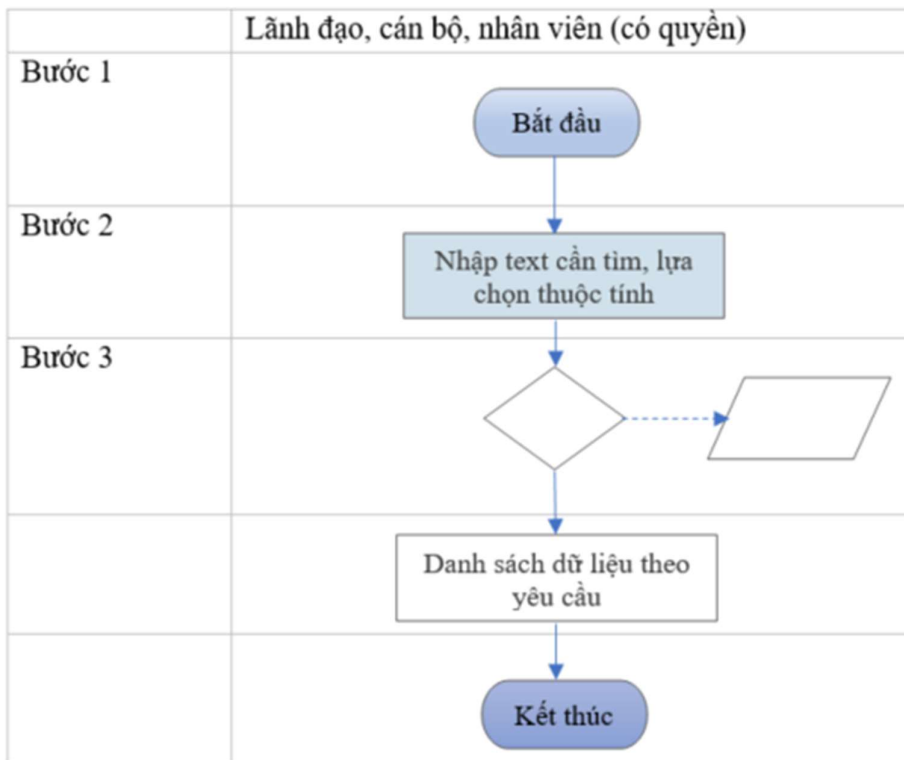 Lãnh đạo, cán bộ, nhân viên (có quyền)
Bước 1
Bắt đầu
Bước 2
Nhập text cần tìm, lựa
chọn thuộc tính
Bước 3
Danh sách dữ liệu theo
yêu cầu
Kết thúc